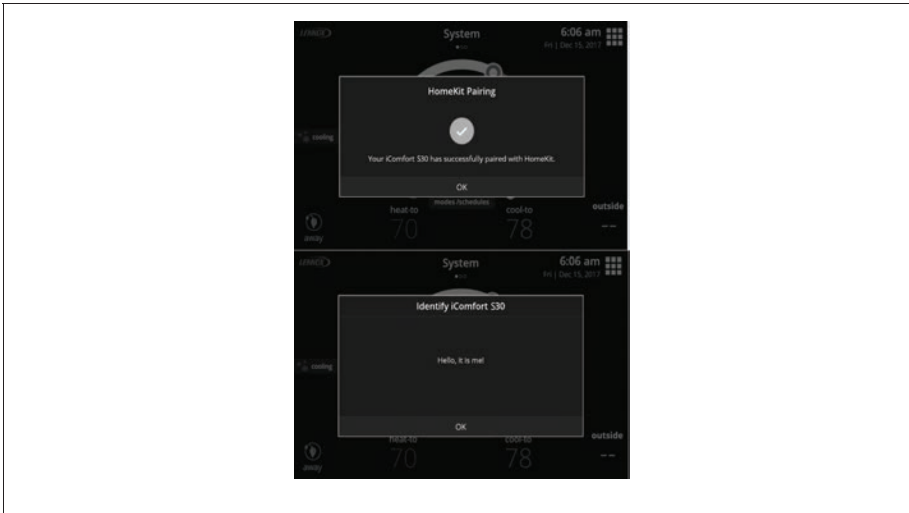 LENNOX
System
6:06 am
Fri | Dec 15, 2017
HomeKit Pairing
cooling
Your iComfort S30 has successfully paired with HomeKit.
OK
modes /schedules
heat-to
cool-to
outside
away
70
78
--
LENNOX
System
6:06 am
Fri | Dec 15, 2017
Identify iComfort S30
Hello, it is me!
cooling
OK
heat-to
cool-to
outside
away
70
78
--